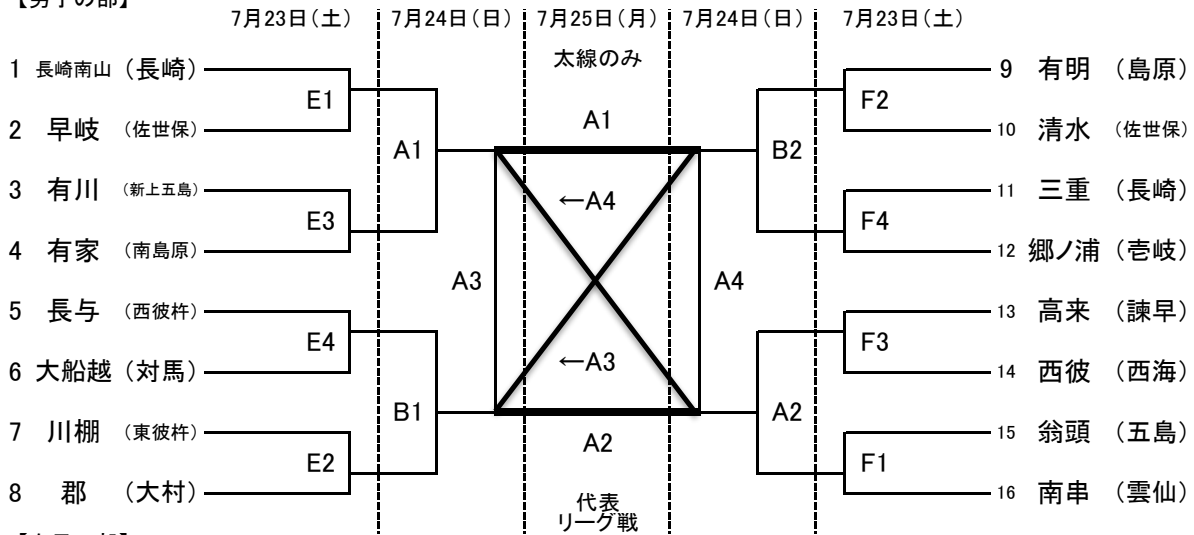 【男子の部】
7月23日（土） 7月24日（日） 7月25日（月） 7月24日（日） 7月23日（土）
太線のみ
1 長崎南山 （長崎） 9 有明 （島原）
E1 F2
A1
2 早岐 （佐世保） 10 清水 （佐世保）
A1 B2
3 有川 （新上五島） 11 三重 （長崎）
←A4
E3 F4
4 有家 （南島原） 12 郷ノ浦 （壱岐）
A3 A4
5 長与 （西彼杵） 13 高来 （諫早）
E4 F3
←A3
6 大船越 （対馬） 14 西彼 （西海）
B1 A2
7 川棚 （東彼杵） 15 翁頭 （五島）
A2
E2 F1
8 郡 （大村） 16 南串 （雲仙）
代表
リーグ戦